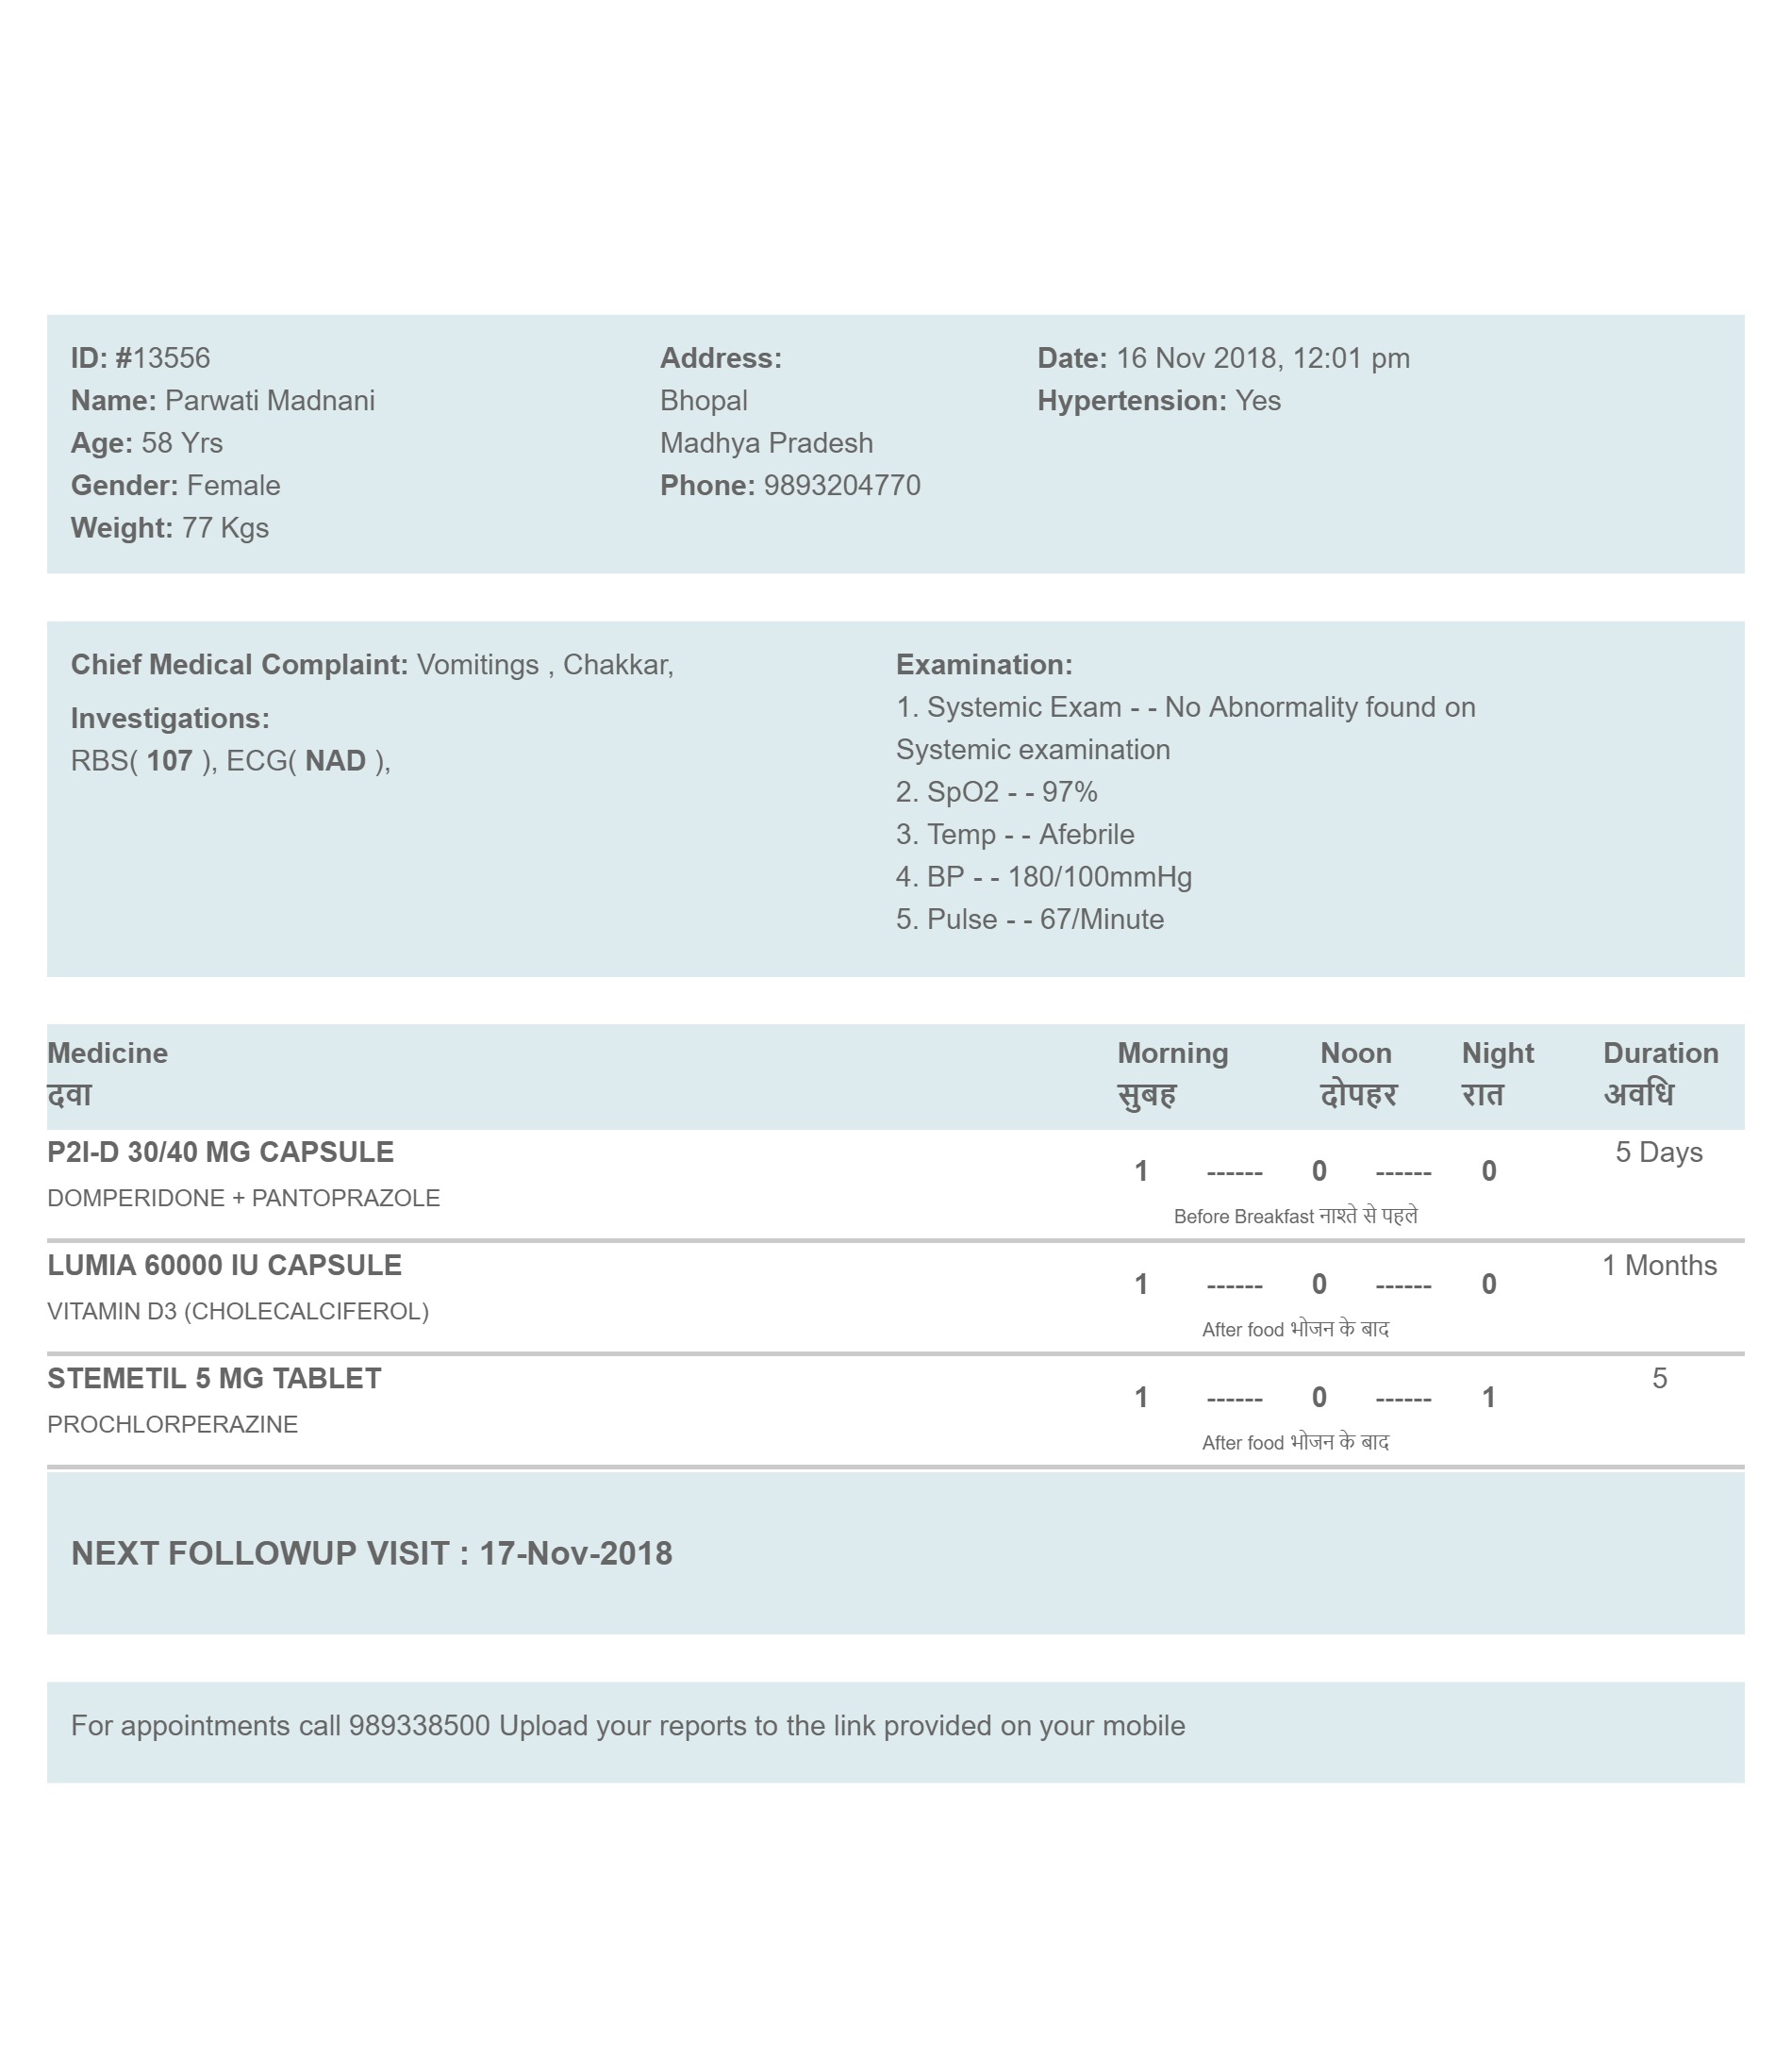 ID: #13556
Name: Parwati Madnani
Age: 58 Yrs
Gender: Female
Weight: 77 Kgs
Address:
Bhopal
Madhya Pradesh
Phone: 9893204770
Date: 16 Nov 2018, 12:01 pm
Hypertension: Yes
Chief Medical Complaint: Vomitings , Chakkar,
Investigations:
RBS( 107 ), ECG( NAD ),
Examination:
1. Systemic Exam - - No Abnormality found on
Systemic examination
2. SpO2 - - 97%
3. Temp - - Afebrile
4. BP - - 180/100mmHg
5. Pulse - - 67/Minute
Medicine Morning Noon Night Duration
दवा सुबह दोपहर रात अवधि
P2I-D 30/40 MG CAPSULE 1 ------ 0 ------ 0 5 Days
DOMPERIDONE + PANTOPRAZOLE
Before Breakfast नाश्ते से पहले
LUMIA 60000 IU CAPSULE 1 ------ 0 ------ 0 1 Months
VITAMIN D3 (CHOLECALCIFEROL)
After food भोजन के बाद
STEMETIL 5 MG TABLET 1 ------ 0 ------ 1 5
PROCHLORPERAZINE
After food भोजन के बाद
NEXT FOLLOWUP VISIT : 17-Nov-2018
For appointments call 989338500 Upload your reports to the link provided on your mobile